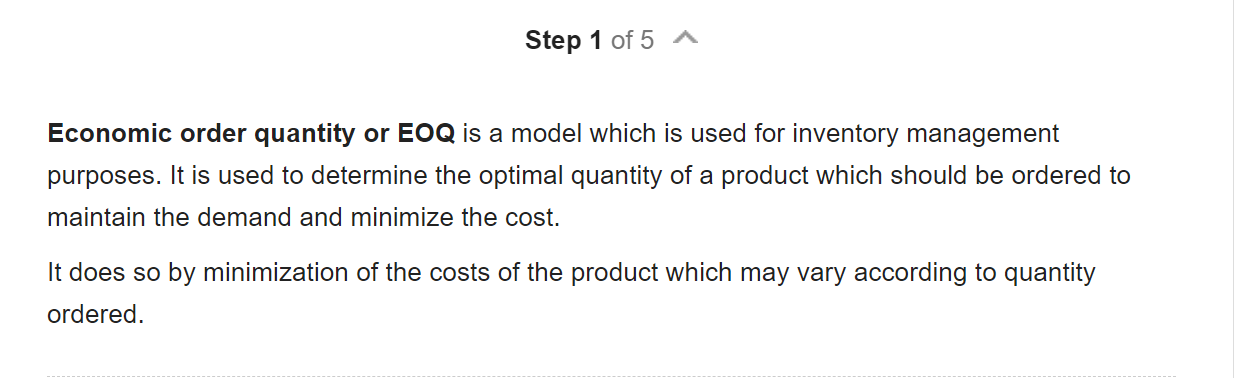 Step 1 of 5
Economic order quantity or EOQ is a model which is used for inventory management
purposes. It is used to determine the optimal quantity of a product which should be ordered to
maintain the demand and minimize the cost.
It does so by minimization of the costs of the product which may vary according to quantity
ordered.